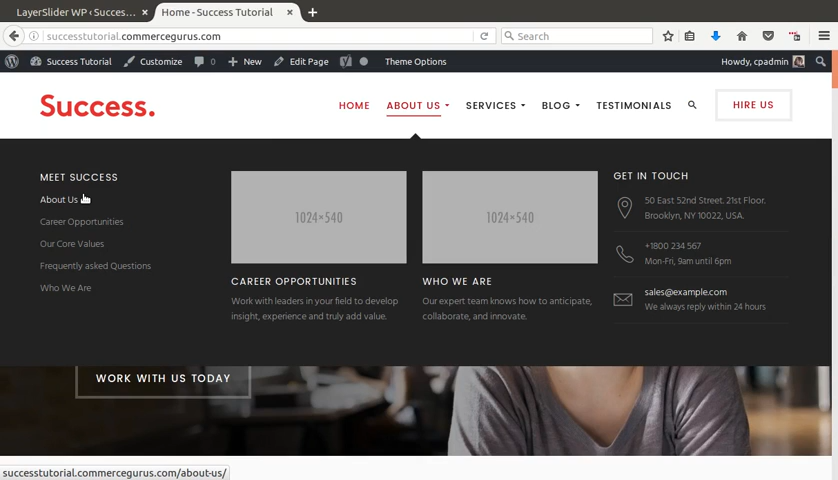 LayerSlider WP ‹ Succes...
Home - Success Tutorial
successtutorial.commercegurus.com
Search
Success Tutorial
Customize
0
New
Edit Page
Theme Options
Howdy, cpadmin
Success.
HOME
ABOUT US
SERVICES
BLOG
TESTIMONIALS
HIRE US
MEET SUCCESS
About Us
Career Opportunities
Our Core Values
Frequently asked Questions
Who We Are
1024×540
CAREER OPPORTUNITIES
Work with leaders in your field to develop
insight, experience and truly add value.
1024×540
WHO WE ARE
Our expert team knows how to anticipate,
collaborate, and innovate.
GET IN TOUCH
50 East 52nd Street. 21st Floor.
Brooklyn, NY 10022, USA.
+1800 234 567
Mon-Fri, 9am until 6pm
sales@example.com
We always reply within 24 hours
WORK WITH US TODAY
successtutorial.commercegurus.com/about-us/